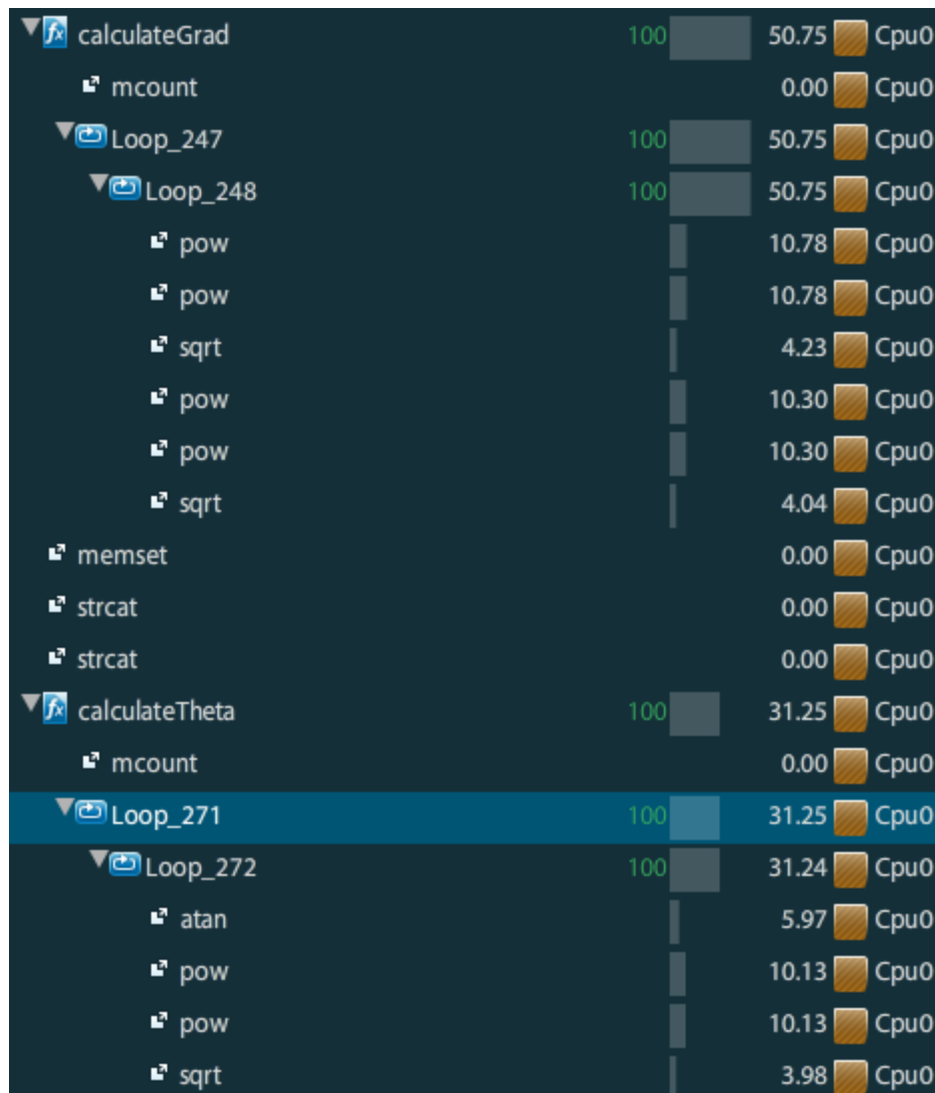 fx calculateGrad 100 50.75 Cpu0
mcount 0.00 Cpu0
Loop_247 100 50.75 Cpu0
Loop_248 100 50.75 Cpu0
pow 10.78 Cpu0
pow 10.78 Cpu0
sqrt 4.23 Cpu0
pow 10.30 Cpu0
pow 10.30 Cpu0
sqrt 4.04 Cpu0
memset 0.00 Cpu0
strcat 0.00 Cpu0
strcat 0.00 Cpu0
fx calculateTheta 100 31.25 Cpu0
mcount 0.00 Cpu0
Loop_271 100 31.25 Cpu0
Loop_272 100 31.24 Cpu0
atan 5.97 Cpu0
pow 10.13 Cpu0
pow 10.13 Cpu0
sqrt 3.98 Cpu0